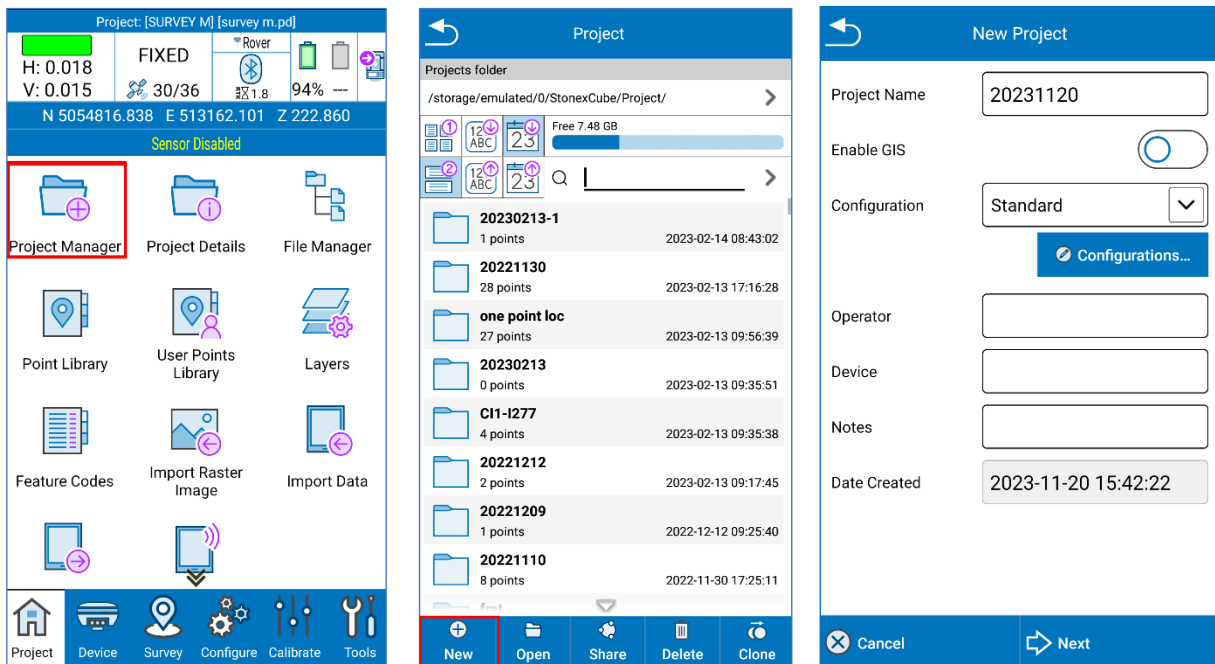 Project: [SURVEY M] [survey m.pd]
H: 0.018
V: 0.015
FIXED
30/36
Rover
1.8
94% ---
N 5054816.838 E 513162.101 Z 222.860
Sensor Disabled
Project Manager
Project Details
File Manager
Point Library
User Points
Library
Layers
Feature Codes
Import Raster
Image
Import Data
Project
Device
Survey
Configure
Calibrate
Tools
Project
Projects folder
/storage/emulated/0/StonexCube/Project/
1
12
ABC
23
Free 7.48 GB
2
12
ABC
23
20230213-1
1 points 2023-02-14 08:43:02
20221130
28 points 2023-02-13 17:16:28
one point loc
27 points 2023-02-13 09:56:39
20230213
0 points 2023-02-13 09:35:51
CI1-I277
4 points 2023-02-13 09:35:38
20221212
2 points 2023-02-13 09:17:45
20221209
1 points 2022-12-12 09:25:40
20221110
8 points 2022-11-30 17:25:11
New
Open
Share
Delete
Clone
New Project
Project Name 20231120
Enable GIS
Configuration Standard
Configurations...
Operator
Device
Notes
Date Created 2023-11-20 15:42:22
Cancel
Next